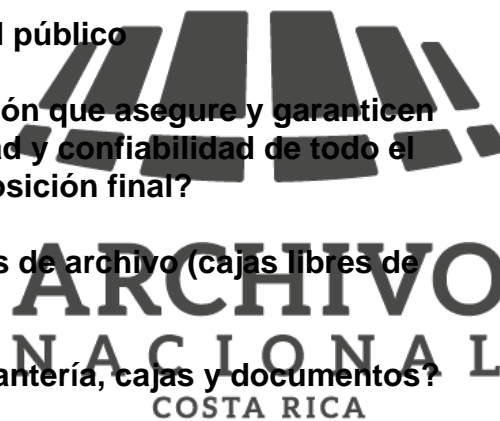 l público
ón que asegure y garanticen
ad y confiabilidad de todo el
osición final?
s de archivo (cajas libres de
ARCHIVO
NACIONAL
antería, cajas y documentos?
COSTA RICA